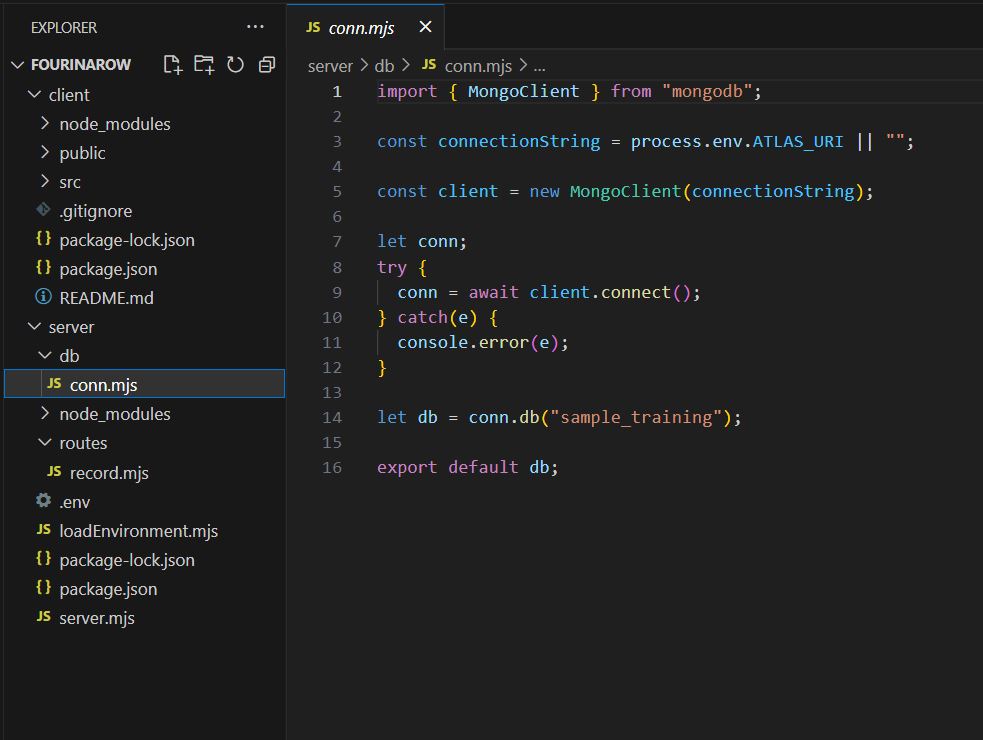 EXPLORER ...
FOURINAROW
client
node_modules
public
src
.gitignore
{} package-lock.json
{} package.json
README.md
server
db
JS conn.mjs
node_modules
routes
JS record.mjs
.env
JS loadEnvironment.mjs
{} package-lock.json
{} package.json
JS server.mjs
JS conn.mjs
server > db > JS conn.mjs > ...
1 import { MongoClient } from "mongodb";
2
3 const connectionString = process.env.ATLAS_URI || "";
4
5 const client = new MongoClient(connectionString);
6
7 let conn;
8 try {
9 conn = await client.connect();
10 } catch(e) {
11 console.error(e);
12 }
13
14 let db = conn.db("sample_training");
15
16 export default db;